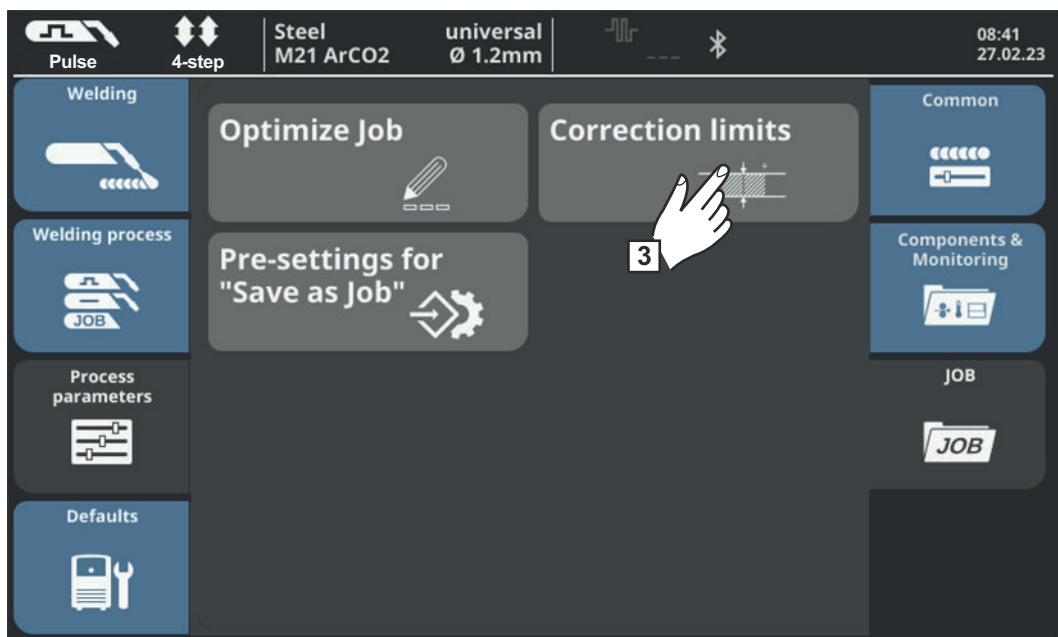 Pulse
4-step
Steel universal
M21 ArCO2 Ø 1.2mm
---
08:41
27.02.23
Welding
Welding process
JOB
Process
parameters
Defaults
Optimize Job
Correction limits
3
Pre-settings for
"Save as Job"
Common
Components &
Monitoring
JOB
JOB